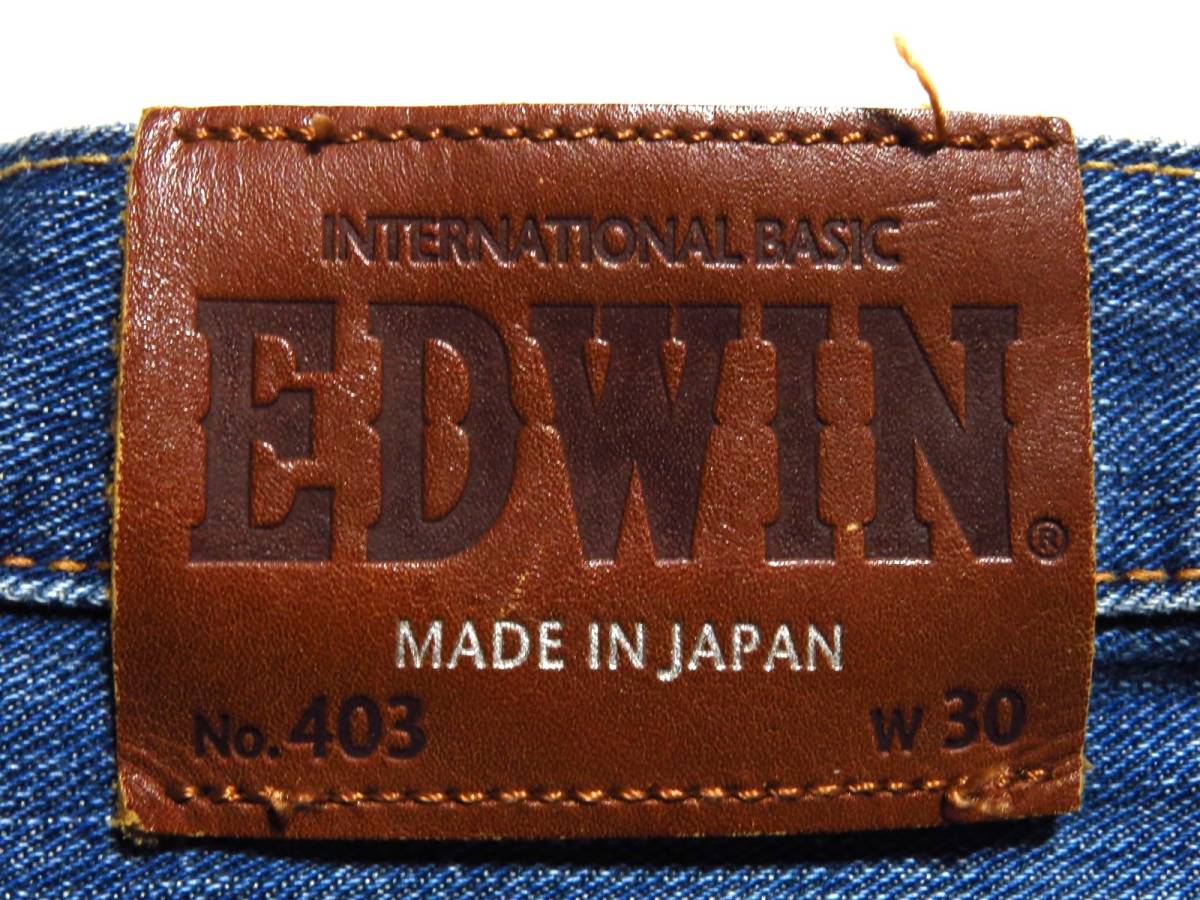 INTERNATIONAL BASIC
EDWIN®
MADE IN JAPAN
No. 403 W 30